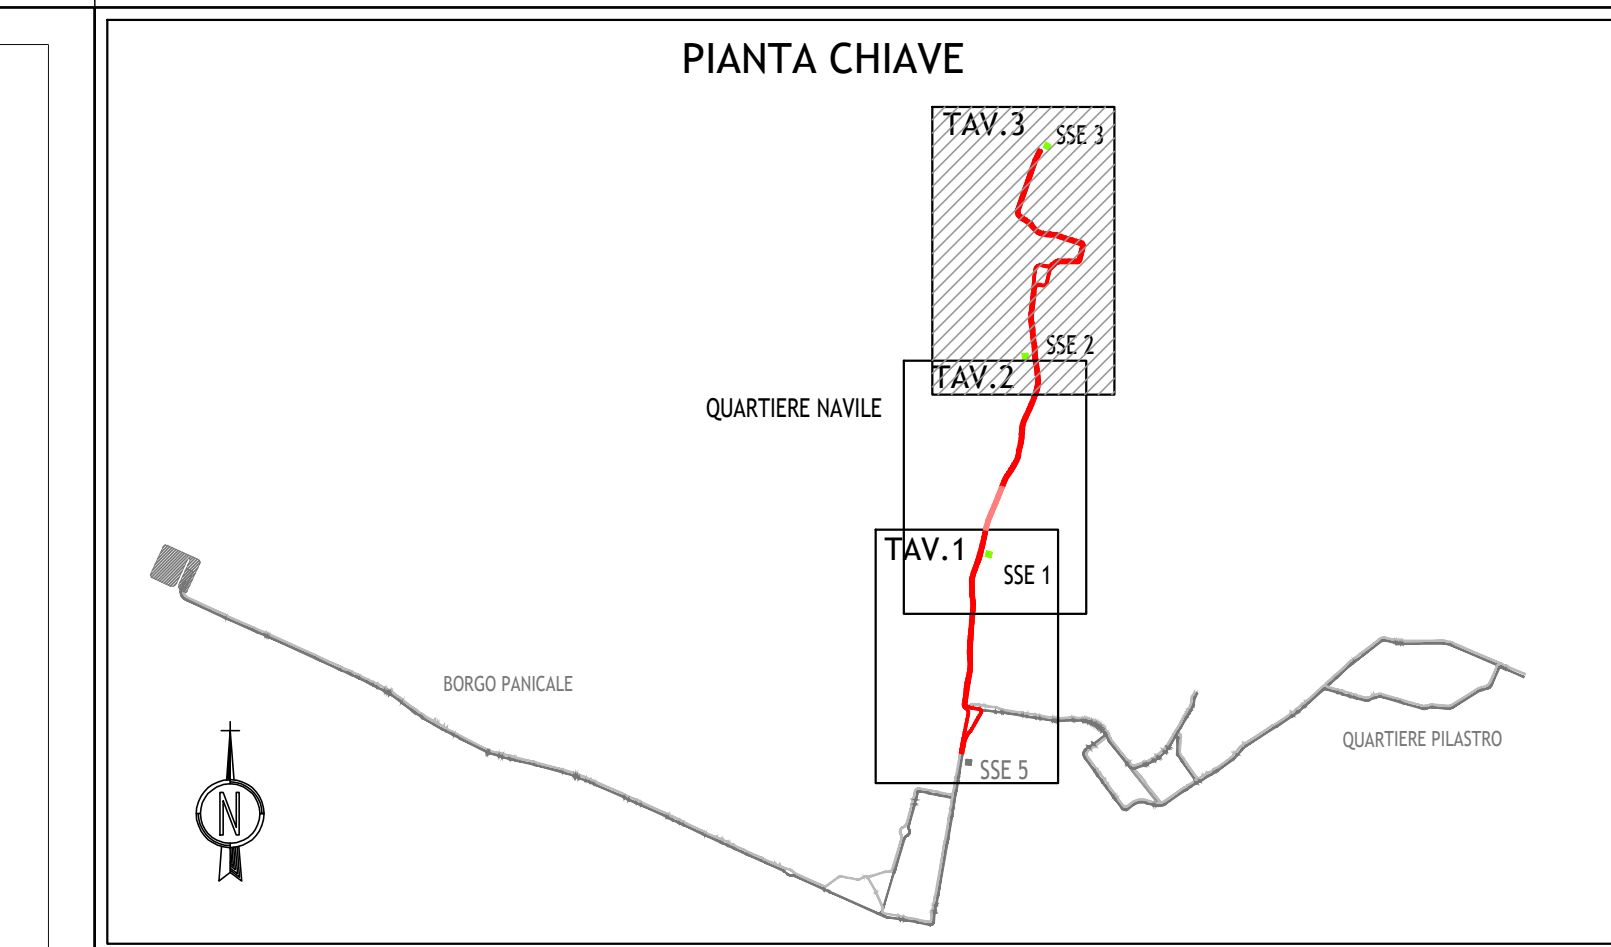 PIANTA CHIAVE
TAV.3
SSE 3
SSE 2
TAV.2
QUARTIERE NAVILE
TAV.1
SSE 1
BORGO PANICALE
QUARTIERE PILASTRO
SSE 5
N